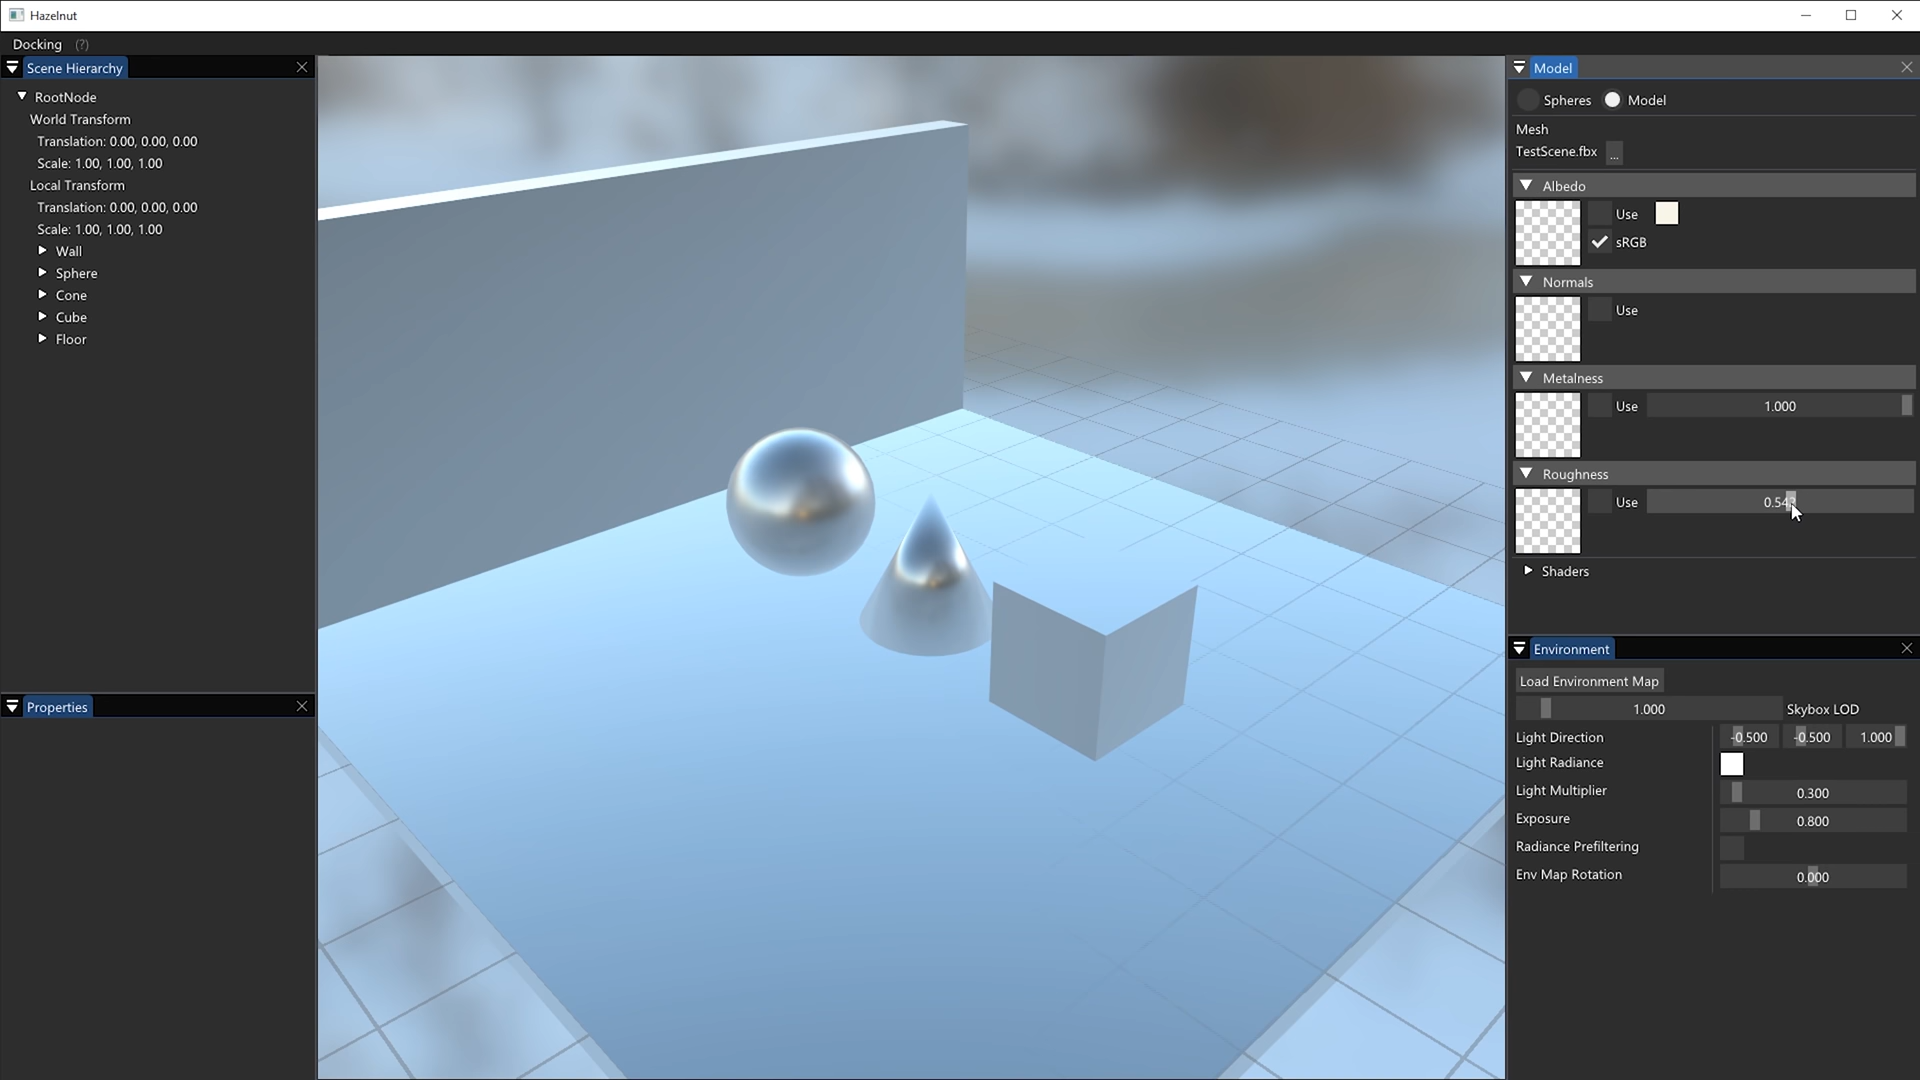 Hazelnut
Docking (?)
Scene Hierarchy
RootNode
World Transform
Translation: 0.00, 0.00, 0.00
Scale: 1.00, 1.00, 1.00
Local Transform
Translation: 0.00, 0.00, 0.00
Scale: 1.00, 1.00, 1.00
Wall
Sphere
Cone
Cube
Floor
Properties
Model
Spheres Model
Mesh
TestScene.fbx ...
Albedo
Use
sRGB
Normals
Use
Metalness
Use 1.000
Roughness
Use
Shaders
Environment
Load Environment Map
1.000 Skybox LOD
Light Direction -0.500 -0.500 1.000
Light Radiance
Light Multiplier 0.300
Exposure 0.800
Radiance Prefiltering
Env Map Rotation 0.000